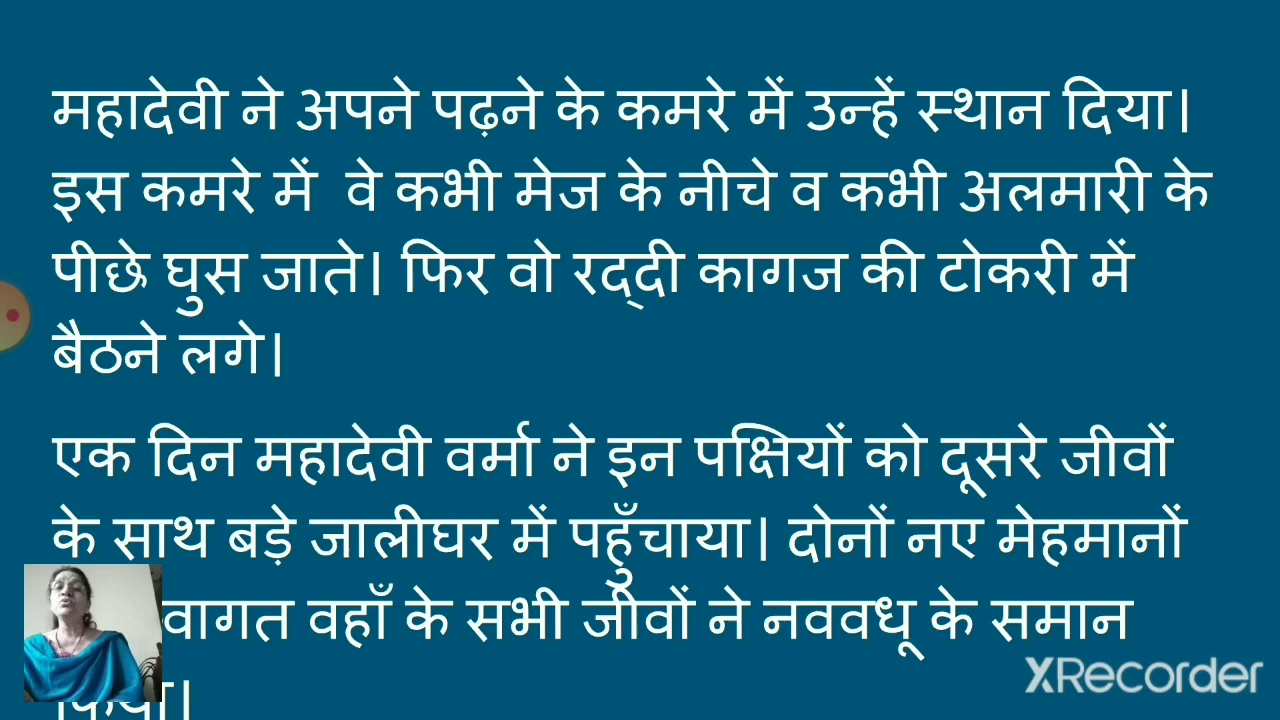 महादेवी ने अपने पढ़ने के कमरे में उन्हें स्थान दिया।
इस कमरे में वे कभी मेज के नीचे व कभी अलमारी के
पीछे घुस जाते। फिर वो रद्दी कागज की टोकरी में
बैठने लगे।
एक दिन महादेवी वर्मा ने इन पक्षियों को दूसरे जीवों
के साथ बड़े जालीघर में पहुँचाया। दोनों नए मेहमानों
वहाँ के सभी जीवों ने नववधू के समान
XRecorder